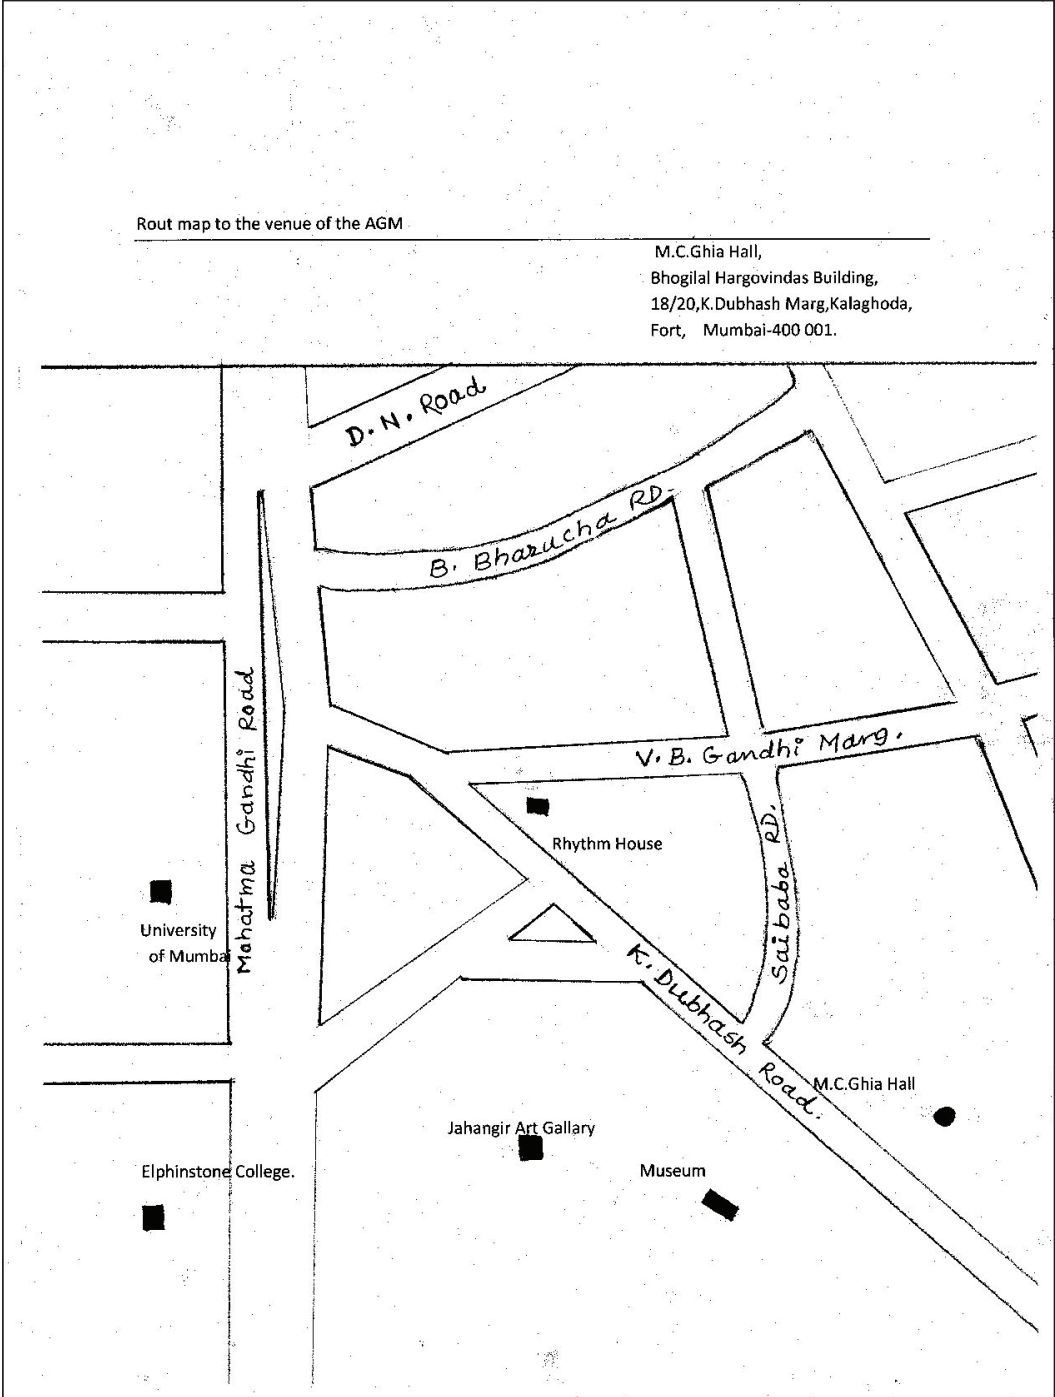 Rout map to the venue of the AGM
M.C.Ghia Hall,
Bhogilal Hargovindas Building,
18/20,K.Dubhash Marg,Kalaghoda,
Fort, Mumbai-400 001.
D. N. Road
B. Bharucha RD.
Mahatma Gandhi Road
V. B. Gandhi Marg.
Rhythm House
Saibaba RD.
University
of Mumbai
K. Dubhash Road.
M.C.Ghia Hall
Jahangir Art Gallary
Elphinstone College.
Museum